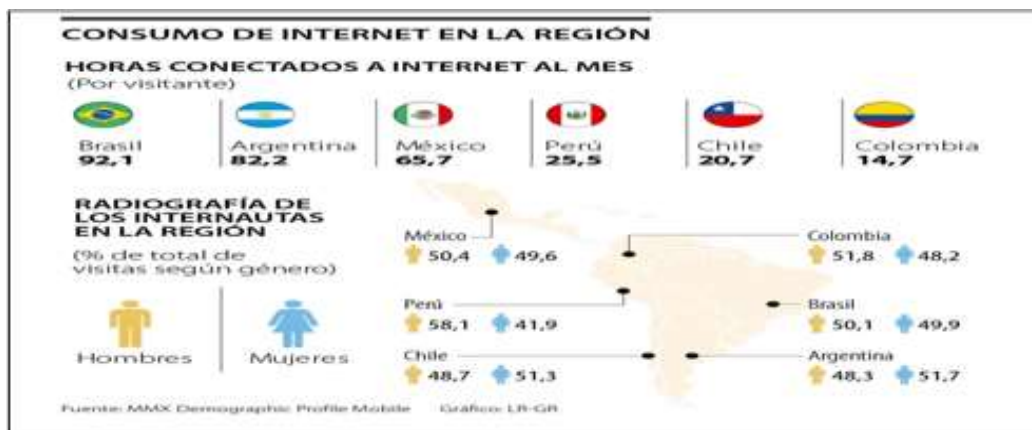 CONSUMO DE INTERNET EN LA REGIÓN
HORAS CONECTADOS A INTERNET AL MES
(Por visitante)
Brasil
92,1
Argentina
82,2
México
65,7
Perú
25,5
Chile
20,7
Colombia
14,7
RADIOGRAFÍA DE
LOS INTERNAUTAS
EN LA REGIÓN
(% de total de
visitas según género)
Hombres
Mujeres
México
50,4 49,6
Perú
58,1 41,9
Chile
48,7 51,3
Colombia
51,8 48,2
Brasil
50,1 49,9
Argentina
48,3 51,7
Fuente: MMX Demographic Profile Mobile Gráfico: LR-GR